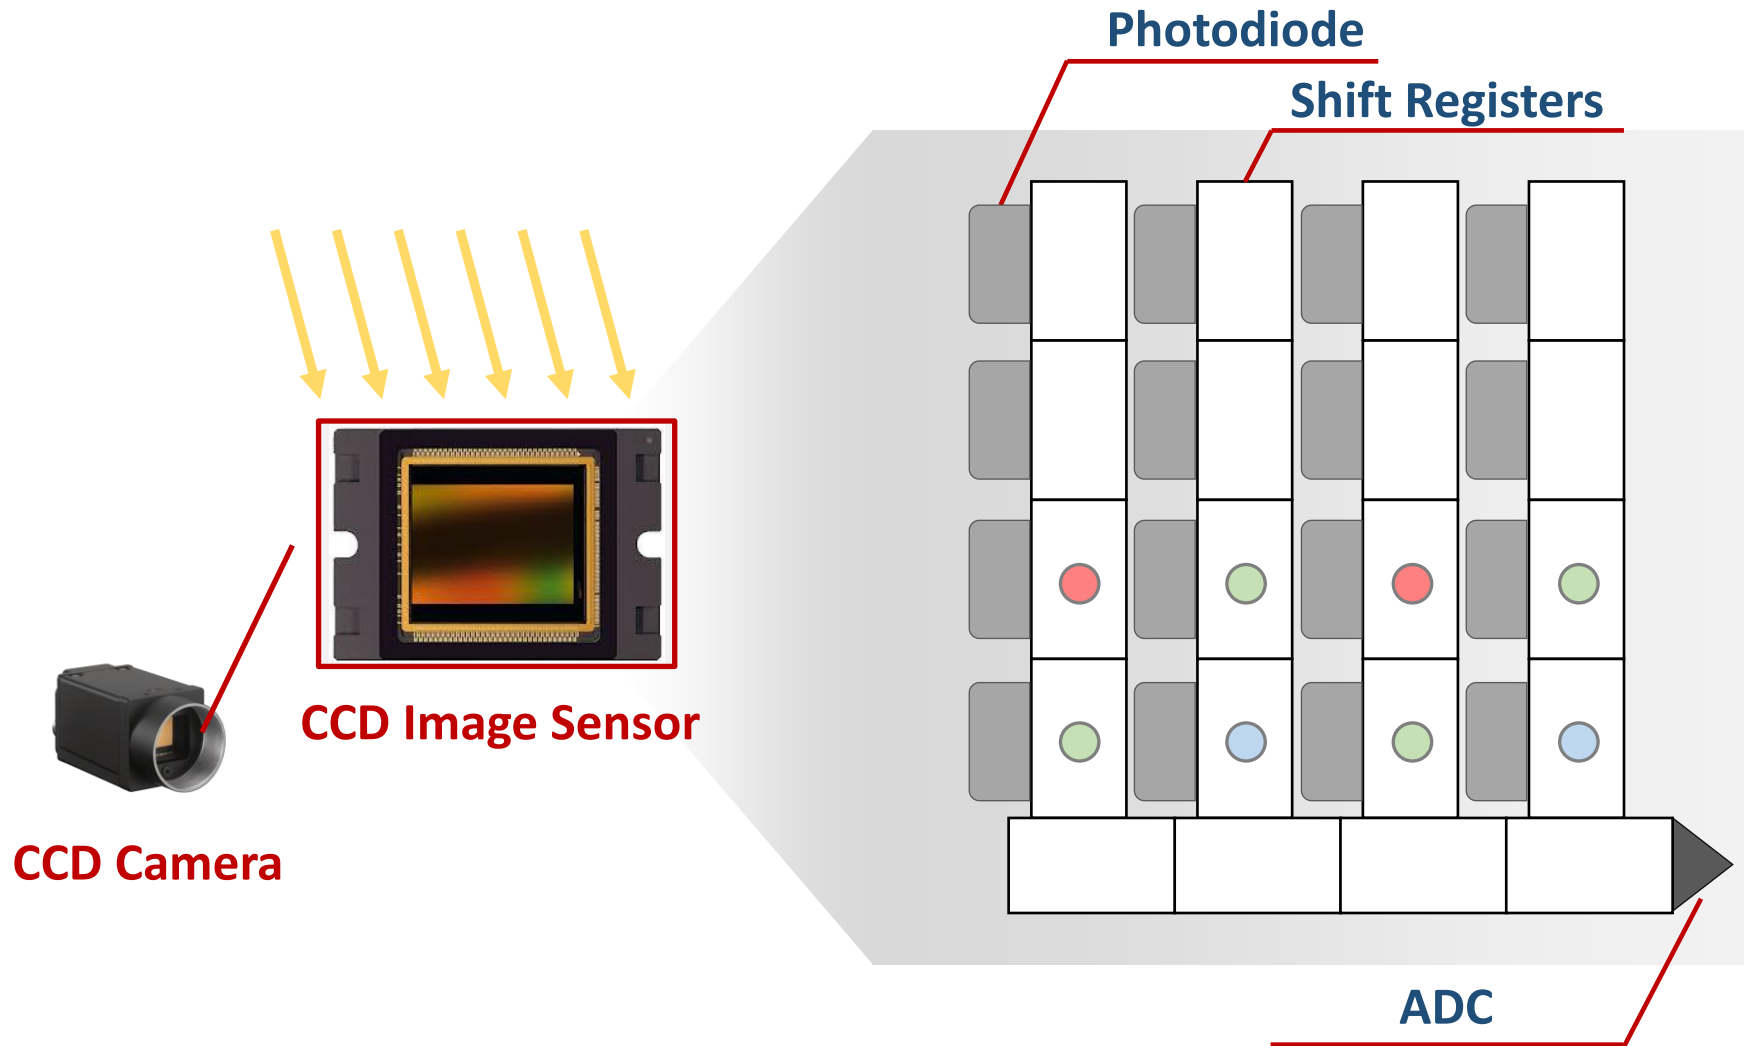 Photodiode
Shift Registers
CCD Image Sensor
CCD Camera
ADC